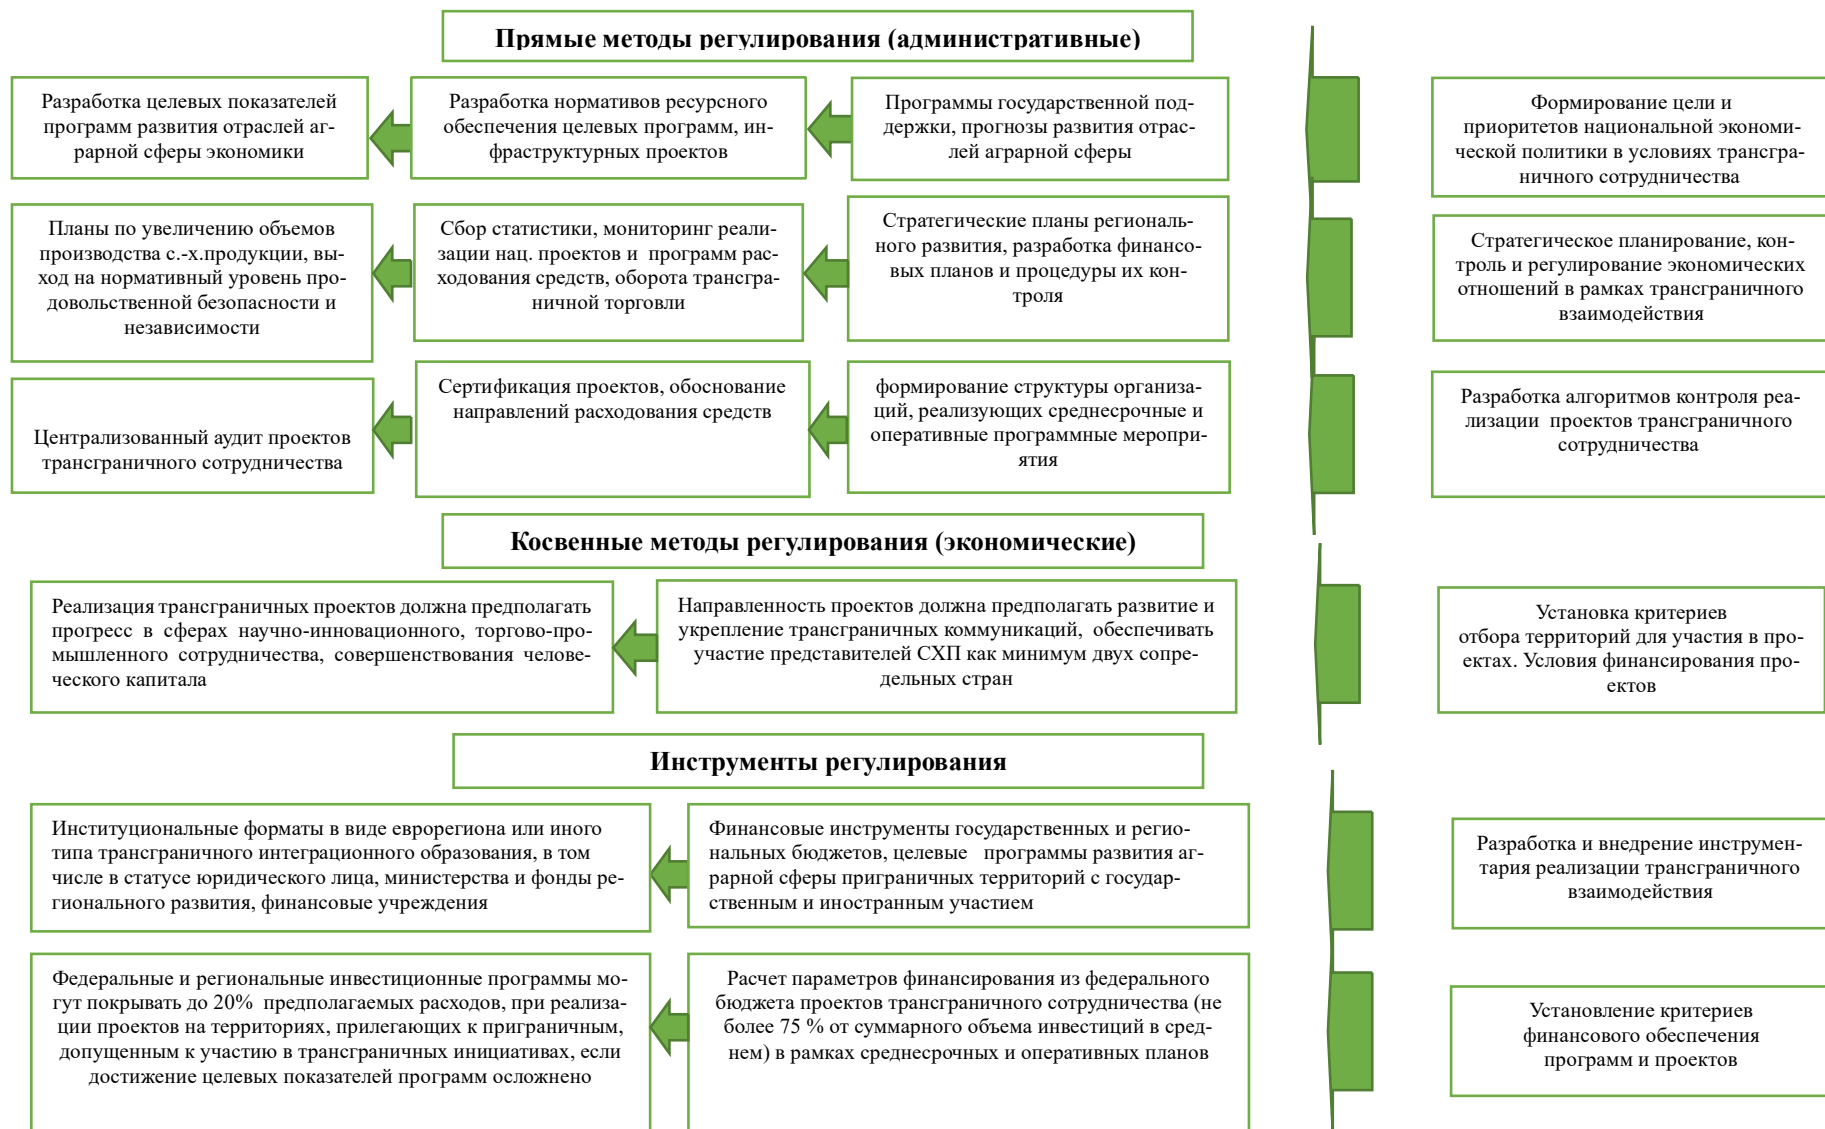 Прямые методы регулирования (административные)
Разработка целевых показателей
программ развития отраслей аг-
рарной сферы экономики
Разработка нормативов ресурсного
обеспечения целевых программ, ин-
фраструктурных проектов
Программы государственной под-
держки, прогнозы развития отрас-
лей аграрной сферы
Формирование цели и
приоритетов национальной экономи-
ческой политики в условиях трансгра-
ничного сотрудничества
Планы по увеличению объемов
производства с.-х.продукции, вы-
ход на нормативный уровень про-
довольственной безопасности и
независимости
Сбор статистики, мониторинг реали-
зации нац. проектов и программ рас-
ходования средств, оборота трансгра-
ничной торговли
Стратегические планы региональ-
ного развития, разработка финансо-
вых планов и процедуры их кон-
троля
Стратегическое планирование, кон-
троль и регулирование экономических
отношений в рамках трансграничного
взаимодействия
Централизованный аудит проектов
трансграничного сотрудничества
Сертификация проектов, обоснование
направлений расходования средств
формирование структуры организа-
ций, реализующих среднесрочные и
оперативные программные меропри-
ятия
Разработка алгоритмов контроля реа-
лизации проектов трансграничного
сотрудничества
Косвенные методы регулирования (экономические)
Реализация трансграничных проектов должна предполагать
прогресс в сферах научно-инновационного, торгово-про-
мышленного сотрудничества, совершенствования челове-
ческого капитала
Направленность проектов должна предполагать развитие и
укрепление трансграничных коммуникаций, обеспечивать
участие представителей СХП как минимум двух сопре-
дельных стран
Установка критериев
отбора территорий для участия в про-
ектах. Условия финансирования про-
ектов
Инструменты регулирования
Институциональные форматы в виде еврорегиона или иного
типа трансграничного интеграционного образования, в том
числе в статусе юридического лица, министерства и фонды ре-
гионального развития, финансовые учреждения
Финансовые инструменты государственных и регио-
нальных бюджетов, целевые программы развития аг-
рарной сферы приграничных территорий с государ-
ственным и иностранным участием
Разработка и внедрение инструмен-
тария реализации трансграничного
взаимодействия
Федеральные и региональные инвестиционные программы мо-
гут покрывать до 20% предполагаемых расходов, при реализа-
ции проектов на территориях, прилегающих к приграничным,
допущенным к участию в трансграничных инициативах, если
достижение целевых показателей программ осложнено
Расчет параметров финансирования из федерального
бюджета проектов трансграничного сотрудничества (не
более 75 % от суммарного объема инвестиций в сред-
нем) в рамках среднесрочных и оперативных планов
Установление критериев
финансового обеспечения
программ и проектов